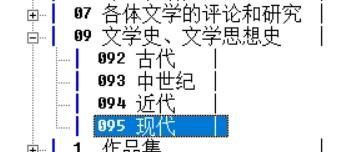 07 各体文学的评论和研究
09 文学史、文学思想史
092 古代
093 中世纪
094 近代
095 现代
1 作品集